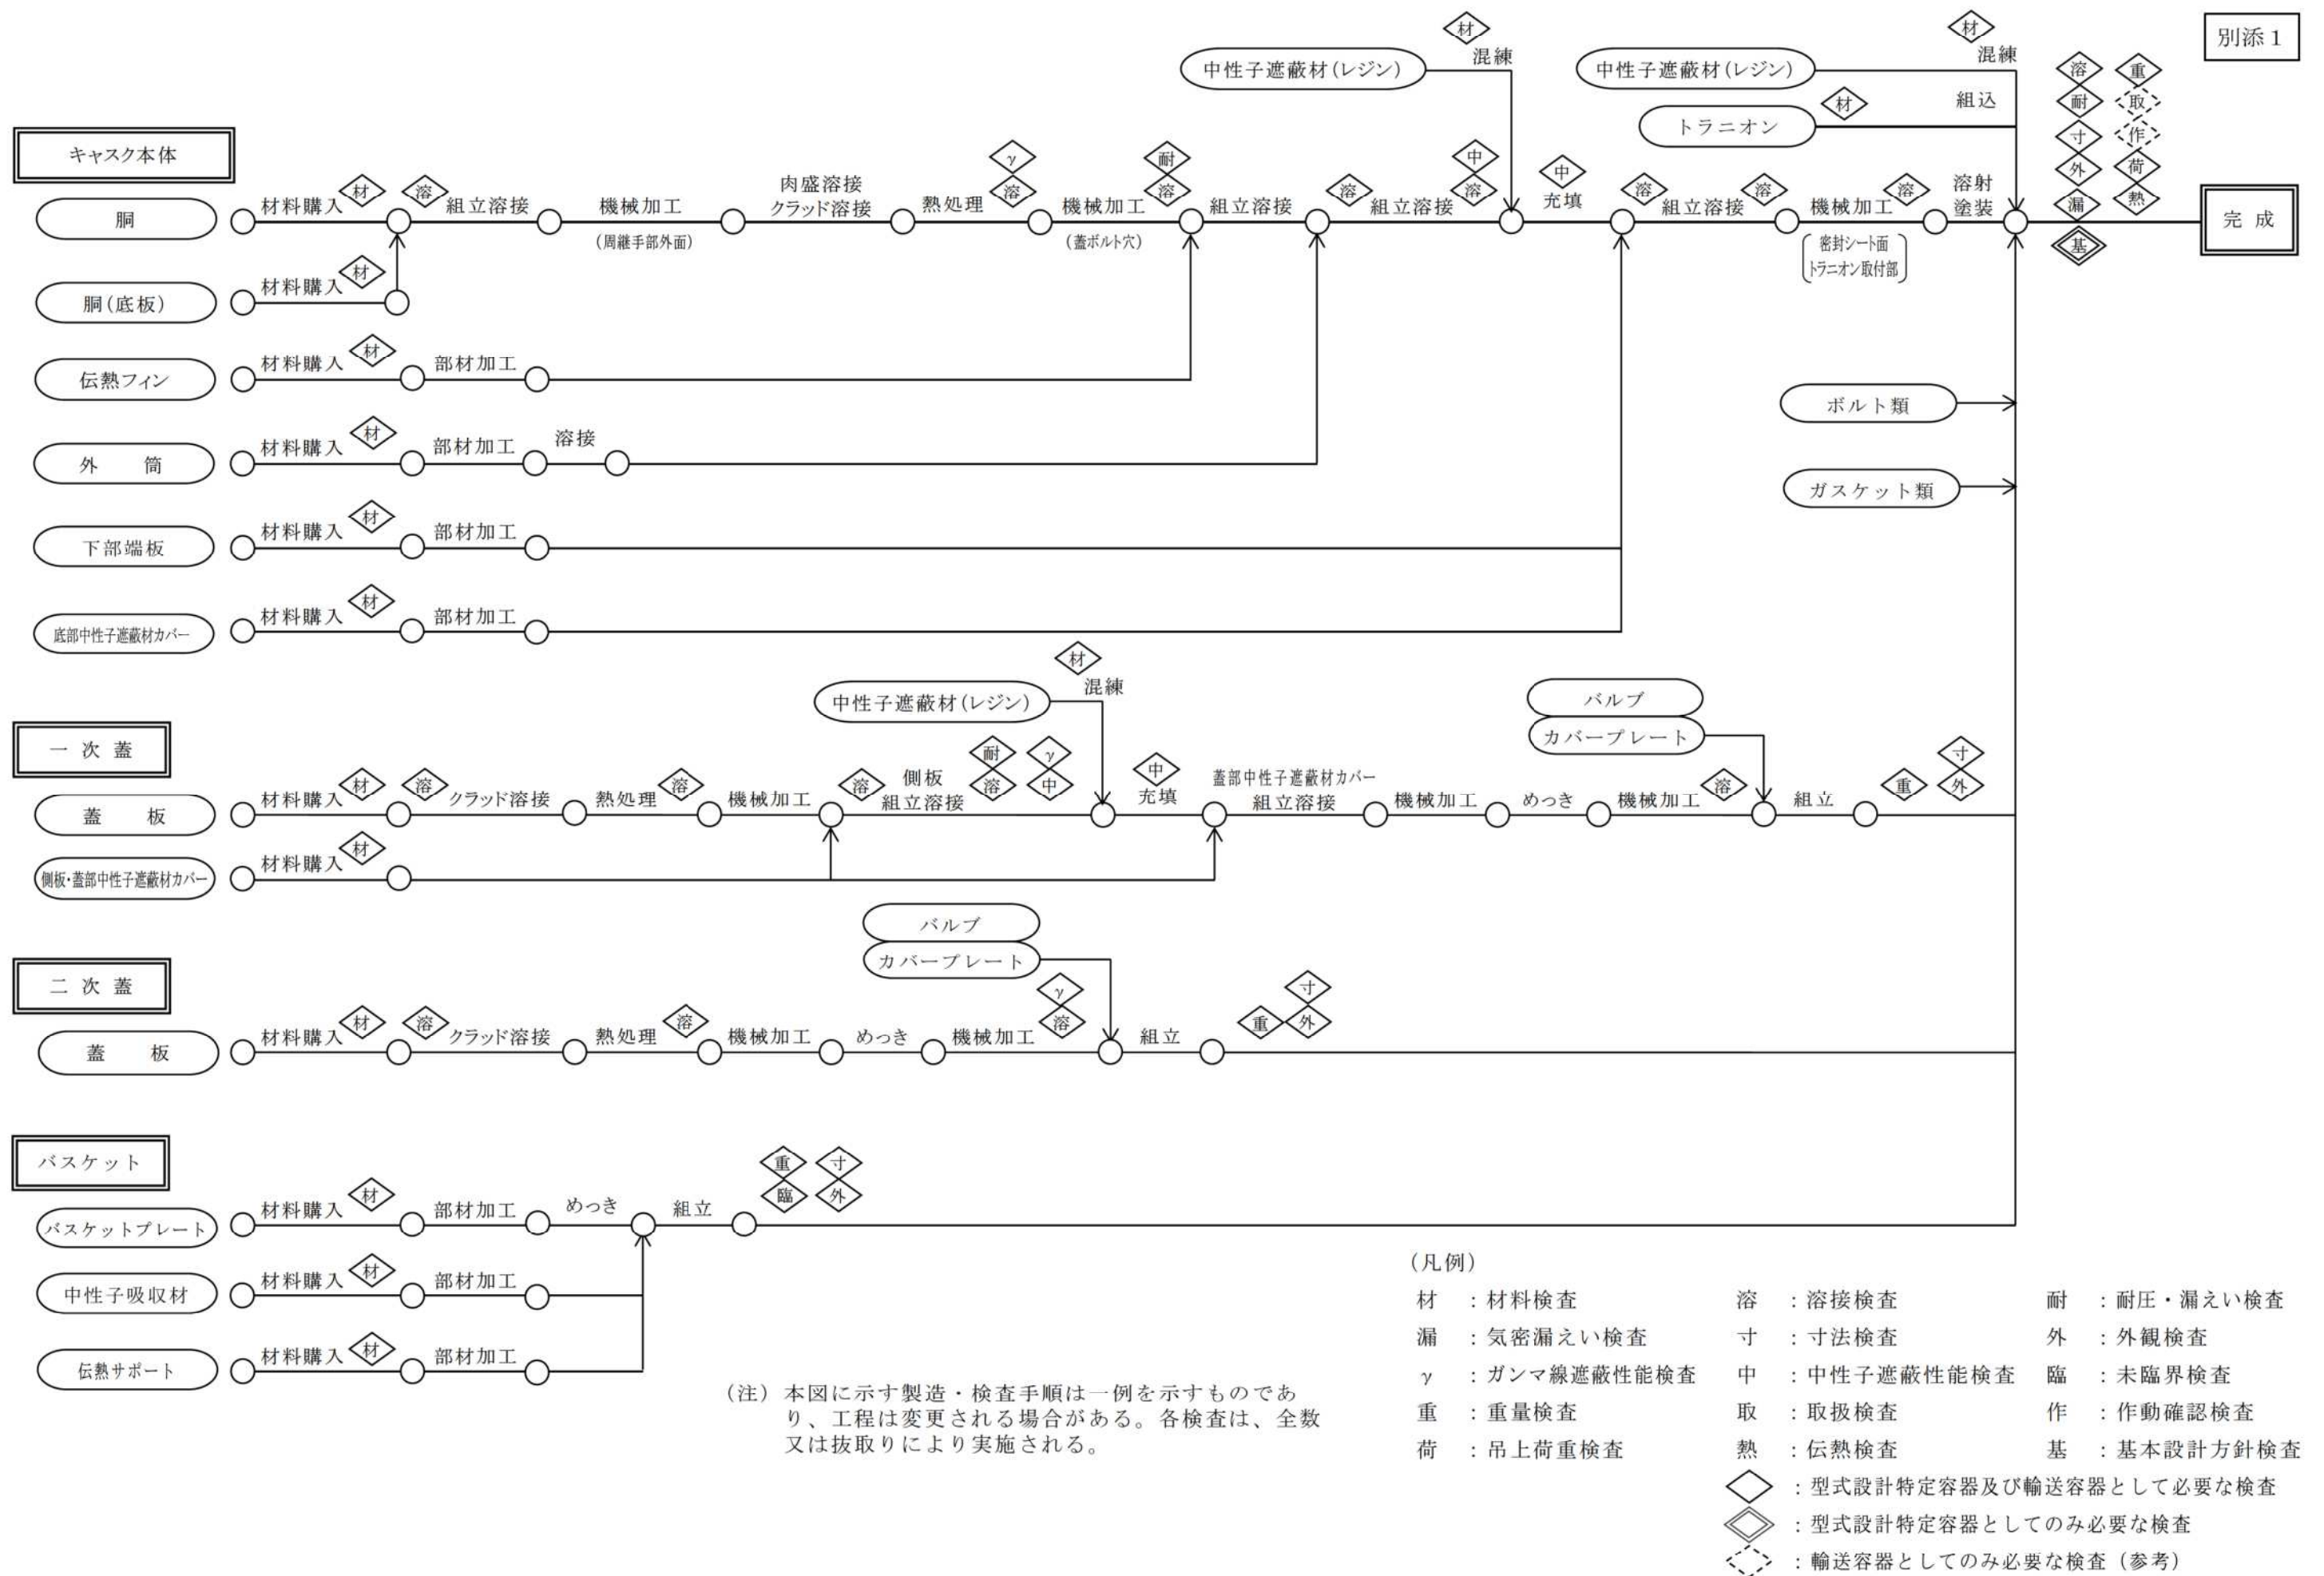 別添１
材
混練
中性子遮蔽材(レジン)
材
混練
中性子遮蔽材(レジン)
材
組込
トラニオン
溶 重
耐 取
寸 作
外 荷
漏 熱
基
完 成
キャスク本体
胴
材料購入
材
溶
組立溶接
機械加工
(周継手部外面)
肉盛溶接
クラッド溶接
熱処理
γ
溶
機械加工
(蓋ボルト穴)
耐
溶
組立溶接
溶
組立溶接
中
溶
中
充填
溶
組立溶接
溶
機械加工
密封シート面
トラニオン取付部
溶
溶射
塗装
胴(底板)
材料購入
材
伝熱フィン
材料購入
材
部材加工
外 筒
材料購入
材
部材加工
溶接
下部端板
材料購入
材
部材加工
底部中性子遮蔽材カバー
材料購入
材
部材加工
ボルト類
ガスケット類
一 次 蓋
蓋 板
材料購入
材
溶
クラッド溶接
熱処理
溶
機械加工
溶
側板
組立溶接
耐 γ
溶 中
中性子遮蔽材(レジン)
材
混練
中
充填
蓋部中性子遮蔽材カバー
組立溶接
機械加工
めっき
機械加工
溶
バルブ
カバープレート
組立
重
寸
外
側板・蓋部中性子遮蔽材カバー
材料購入
材
二 次 蓋
蓋 板
材料購入
材
溶
クラッド溶接
熱処理
溶
機械加工
めっき
機械加工
γ
溶
バルブ
カバープレート
組立
重
寸
外
バスケット
バスケットプレート
材料購入
材
部材加工
めっき
組立
重 寸
臨 外
中性子吸収材
材料購入
材
部材加工
伝熱サポート
材料購入
材
部材加工
(注) 本図に示す製造・検査手順は一例を示すものであ
り、工程は変更される場合がある。各検査は、全数
又は抜取りにより実施される。
(凡例)
材 : 材料検査 溶 : 溶接検査 耐 : 耐圧・漏えい検査
漏 : 気密漏えい検査 寸 : 寸法検査 外 : 外観検査
γ : ガンマ線遮蔽性能検査 中 : 中性子遮蔽性能検査 臨 : 未臨界検査
重 : 重量検査 取 : 取扱検査 作 : 作動確認検査
荷 : 吊上荷重検査 熱 : 伝熱検査 基 : 基本設計方針検査
: 型式設計特定容器及び輸送容器として必要な検査
: 型式設計特定容器としてのみ必要な検査
: 輸送容器としてのみ必要な検査 (参考)